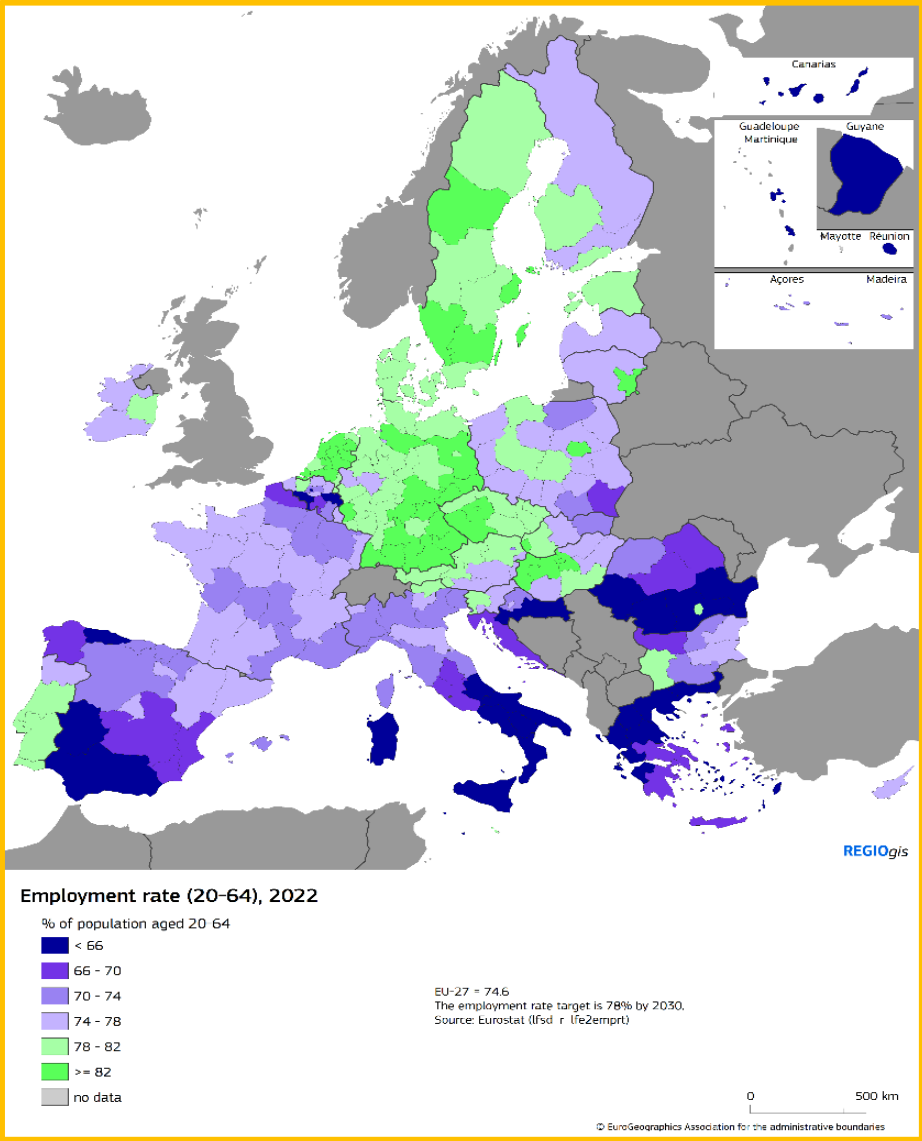 Canarias
Guadeloupe
Martinique
Guyane
Mayotte
Réunion
Açores
Madeira
REGIOgis
Employment rate (20-64), 2022
% of population aged 20-64
< 66
66 - 70
70 - 74
74 - 78
78 - 82
>= 82
no data
EU-27 = 74.6
The employment rate target is 78% by 2030.
Source: Eurostat (lfsd_r_lfe2emprt)
0
500 km
© EuroGeographics Association for the administrative boundaries